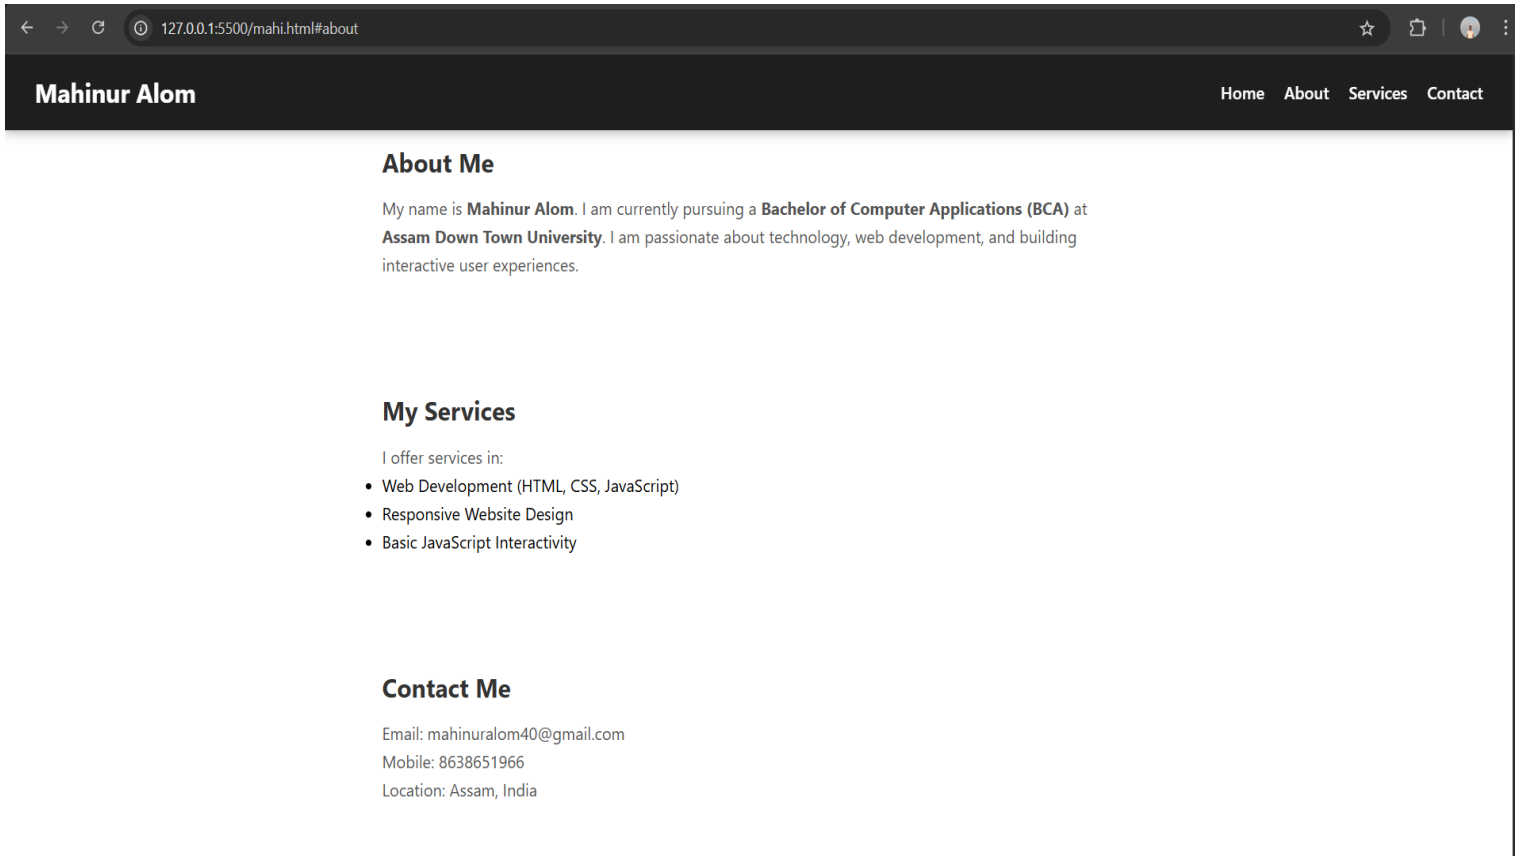 127.0.0.1:5500/mahi.html#about
Mahinur Alom
Home About Services Contact
About Me
My name is Mahinur Alom. I am currently pursuing a Bachelor of Computer Applications (BCA) at
Assam Down Town University. I am passionate about technology, web development, and building
interactive user experiences.
My Services
I offer services in:
• Web Development (HTML, CSS, JavaScript)
• Responsive Website Design
• Basic JavaScript Interactivity
Contact Me
Email: mahinuralom40@gmail.com
Mobile: 8638651966
Location: Assam, India